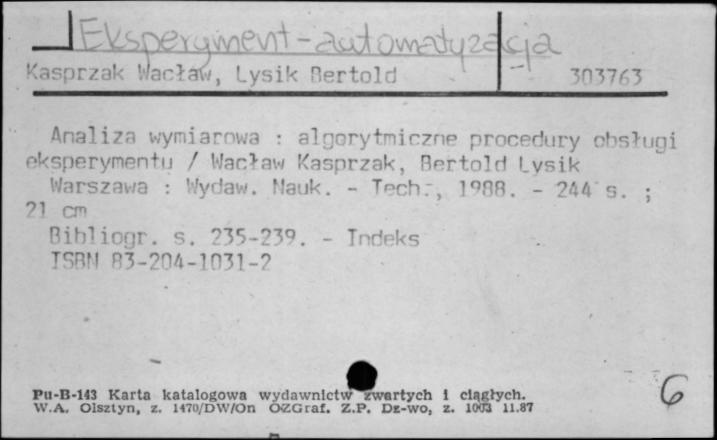 Eksperyment-automatyzacja
Kasprzak Wacław, Lysik Bertold 303763
Analiza wymiarowa : algorytmiczne procedury obsługi
eksperymentu / Wacław Kasprzak, Bertold Lysik
Warszawa : Wydaw. Nauk. - Tech., 1988. - 244 s. ;
21 cm
Bibliogr. s. 235-239. - Indeks
ISBN 83-204-1031-2
Pu-B-143 Karta katalogowa wydawnictw zwartych i ciągłych.
W.A. Olsztyn, z. 1470/DW/On OZGraf. Z.P. Dz-wo, z. 1003 11.87
6